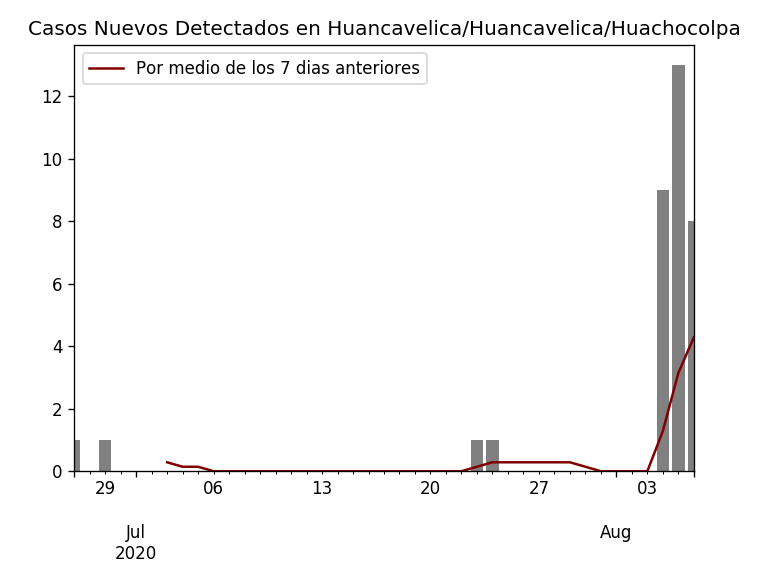 Casos Nuevos Detectados en Huancavelica/Huancavelica/Huachocolpa
Por medio de los 7 dias anteriores
12
10
8
6
4
2
0
29 06 13 20 27 03
Jul Aug
2020